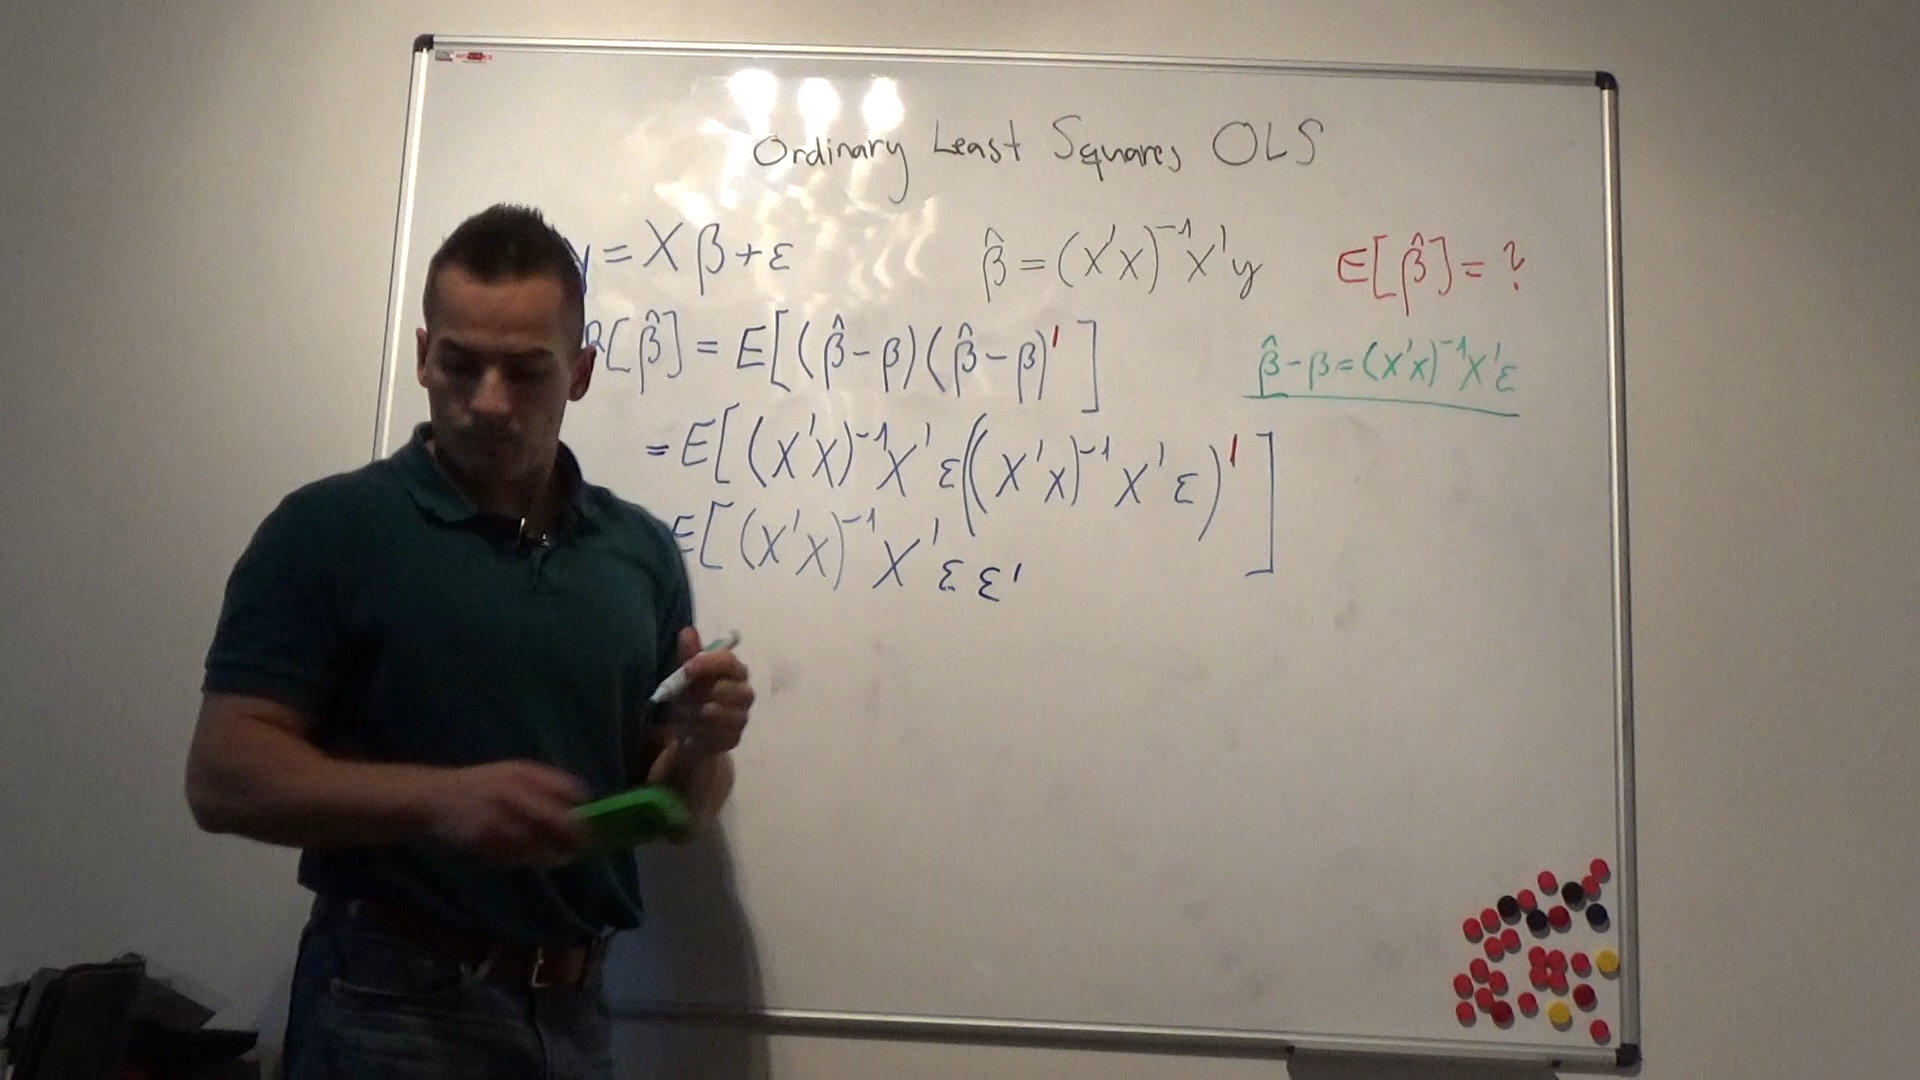 Ordinary Least Squares OLS
y = Xβ + ε    β̂ = (X'X)⁻¹X'y    E[β̂] = ?
R[β̂] = E[(β̂ - β)(β̂ - β)']    β̂ - β = (X'X)⁻¹X'ε
= E[(X'X)⁻¹X'ε((X'X)⁻¹X'ε)']
E[(X'X)⁻¹X'εε'